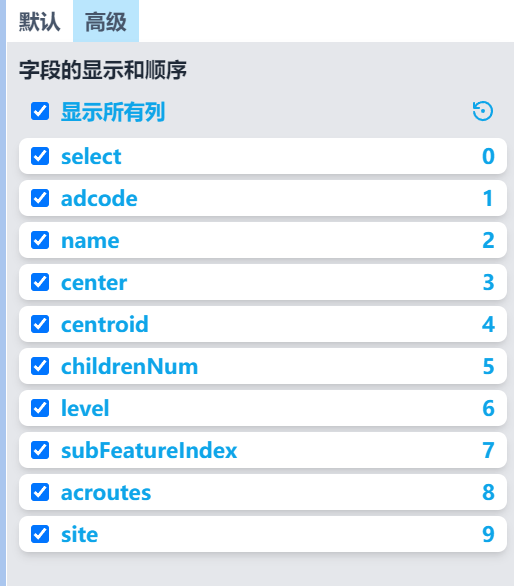 默认 高级
字段的显示和顺序
显示所有列
select 0
adcode 1
name 2
center 3
centroid 4
childrenNum 5
level 6
subFeatureIndex 7
acroutes 8
site 9